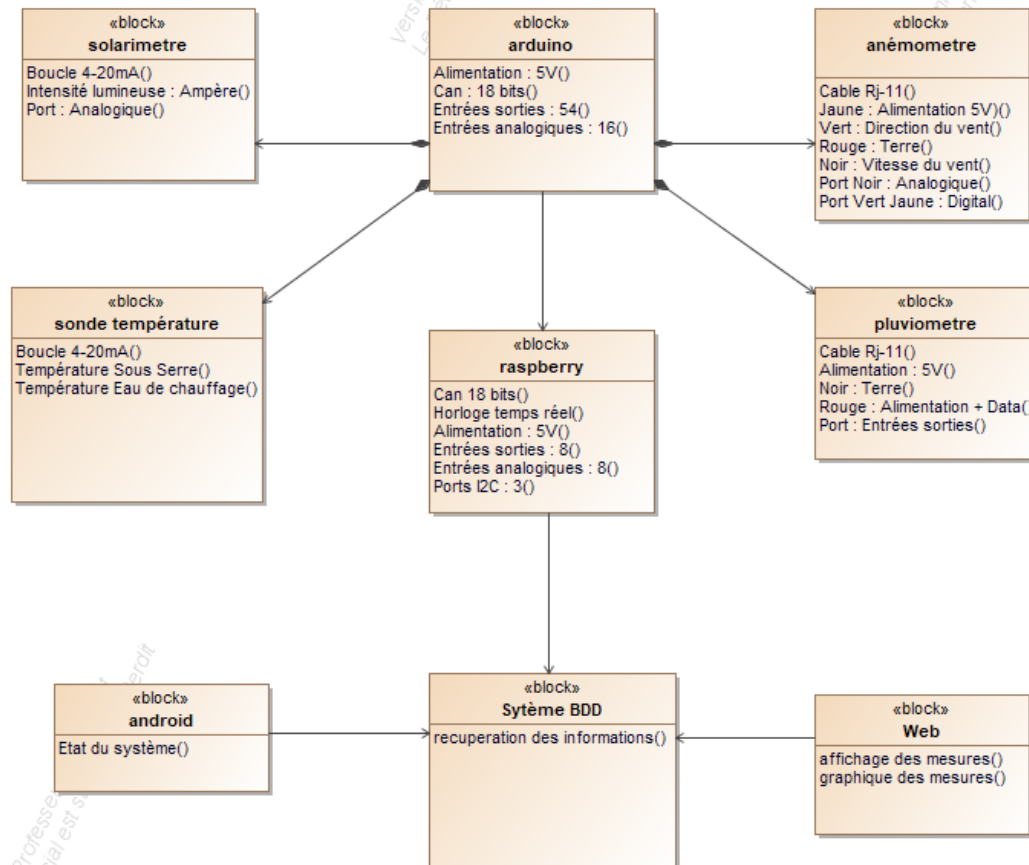 «block»
solarimetre
Boucle 4-20mA()
Intensité lumineuse : Ampère()
Port : Analogique()
«block»
arduino
Alimentation : 5V()
Can : 18 bits()
Entrées sorties : 54()
Entrées analogiques : 16()
«block»
anémometre
Cable Rj-11()
Jaune : Alimentation 5V)()
Vert : Direction du vent()
Rouge : Terre()
Noir : Vitesse du vent()
Port Noir : Analogique()
Port Vert Jaune : Digital()
«block»
sonde température
Boucle 4-20mA()
Température Sous Serre()
Température Eau de chauffage()
«block»
raspberry
Can 18 bits()
Horloge temps réel()
Alimentation : 5V()
Entrées sorties : 8()
Entrées analogiques : 8()
Ports I2C : 3()
«block»
pluviometre
Cable Rj-11()
Alimentation : 5V()
Noir : Terre()
Rouge : Alimentation + Data()
Port : Entrées sorties()
«block»
android
Etat du système()
«block»
Sytème BDD
recuperation des informations()
«block»
Web
affichage des mesures()
graphique des mesures()